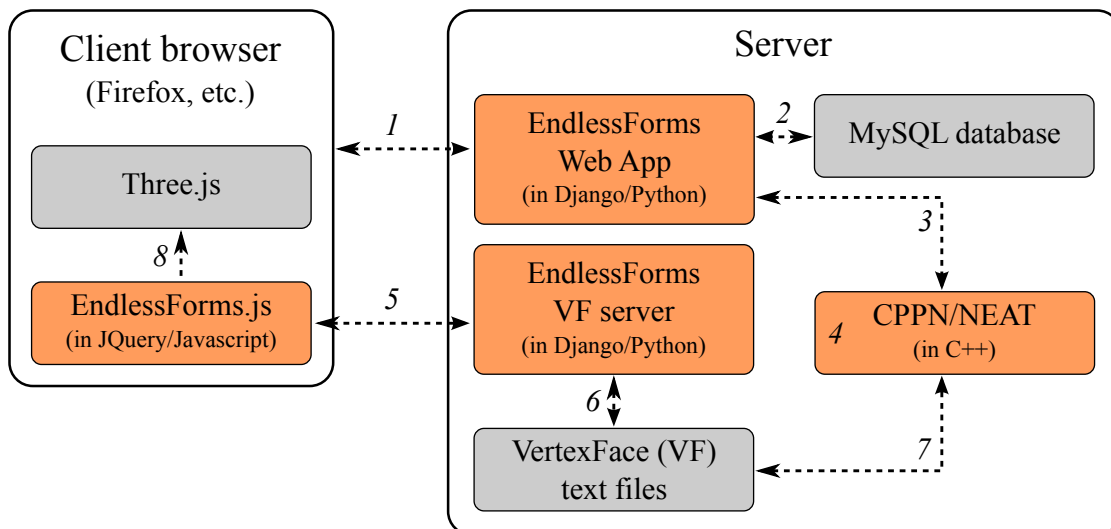 Client browser
(Firefox, etc.)
Three.js
8
EndlessForms.js
(in JQuery/Javascript)
1
5
Server
EndlessForms
Web App
(in Django/Python)
2
MySQL database
3
EndlessForms
VF server
(in Django/Python)
4
CPPN/NEAT
(in C++)
6
VertexFace (VF)
text files
7